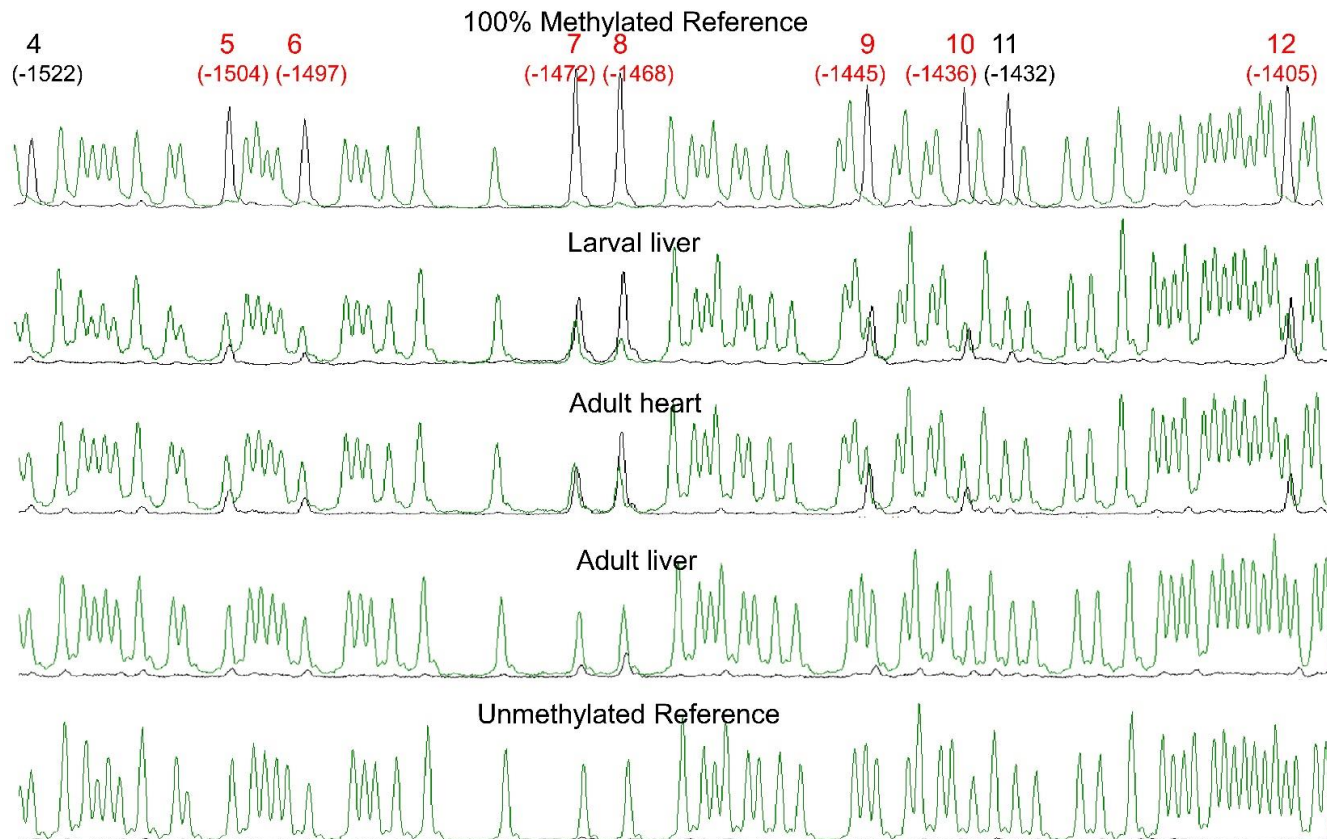 100% Methylated Reference
4 5 6 7 8 9 10 11 12
(-1522) (-1504) (-1497) (-1472) (-1468) (-1445) (-1436) (-1432) (-1405)
Larval liver
Adult heart
Adult liver
Unmethylated Reference